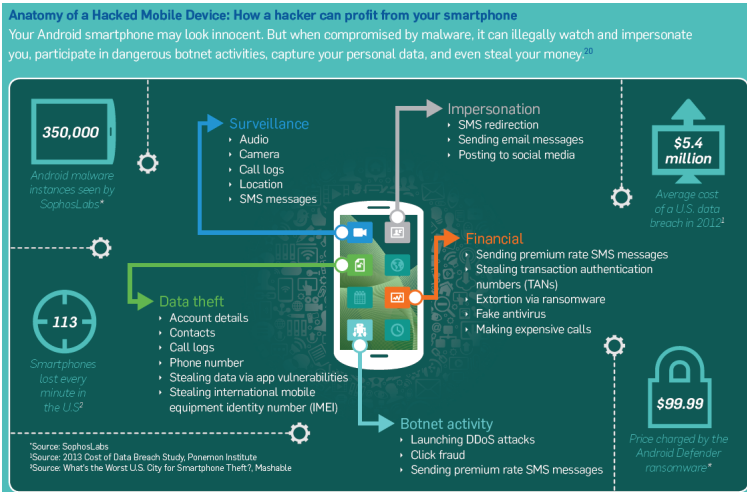 Anatomy of a Hacked Mobile Device: How a hacker can profit from your smartphone
Your Android smartphone may look innocent. But when compromised by malware, it can illegally watch and impersonate
you, participate in dangerous botnet activities, capture your personal data, and even steal your money.20
350,000
Android malware
instances seen by
SophosLabs*
Surveillance
‣ Audio
‣ Camera
‣ Call logs
‣ Location
‣ SMS messages
Impersonation
‣ SMS redirection
‣ Sending email messages
‣ Posting to social media
$5.4
million
Average cost
of a U.S. data
breach in 2012¹
Data theft
‣ Account details
‣ Contacts
‣ Call logs
‣ Phone number
‣ Stealing data via app vulnerabilities
‣ Stealing international mobile
equipment identity number (IMEI)
Financial
‣ Sending premium rate SMS messages
‣ Stealing transaction authentication
numbers (TANs)
‣ Extortion via ransomware
‣ Fake antivirus
‣ Making expensive calls
113
Smartphones
lost every
minute in
the U.S²
Botnet activity
‣ Launching DDoS attacks
‣ Click fraud
‣ Sending premium rate SMS messages
$99.99
Price charged by the
Android Defender
ransomware*
*Source: SophosLabs
¹Source: 2013 Cost of Data Breach Study, Ponemon Institute
³Source: What's the Worst U.S. City for Smartphone Theft?, Mashable